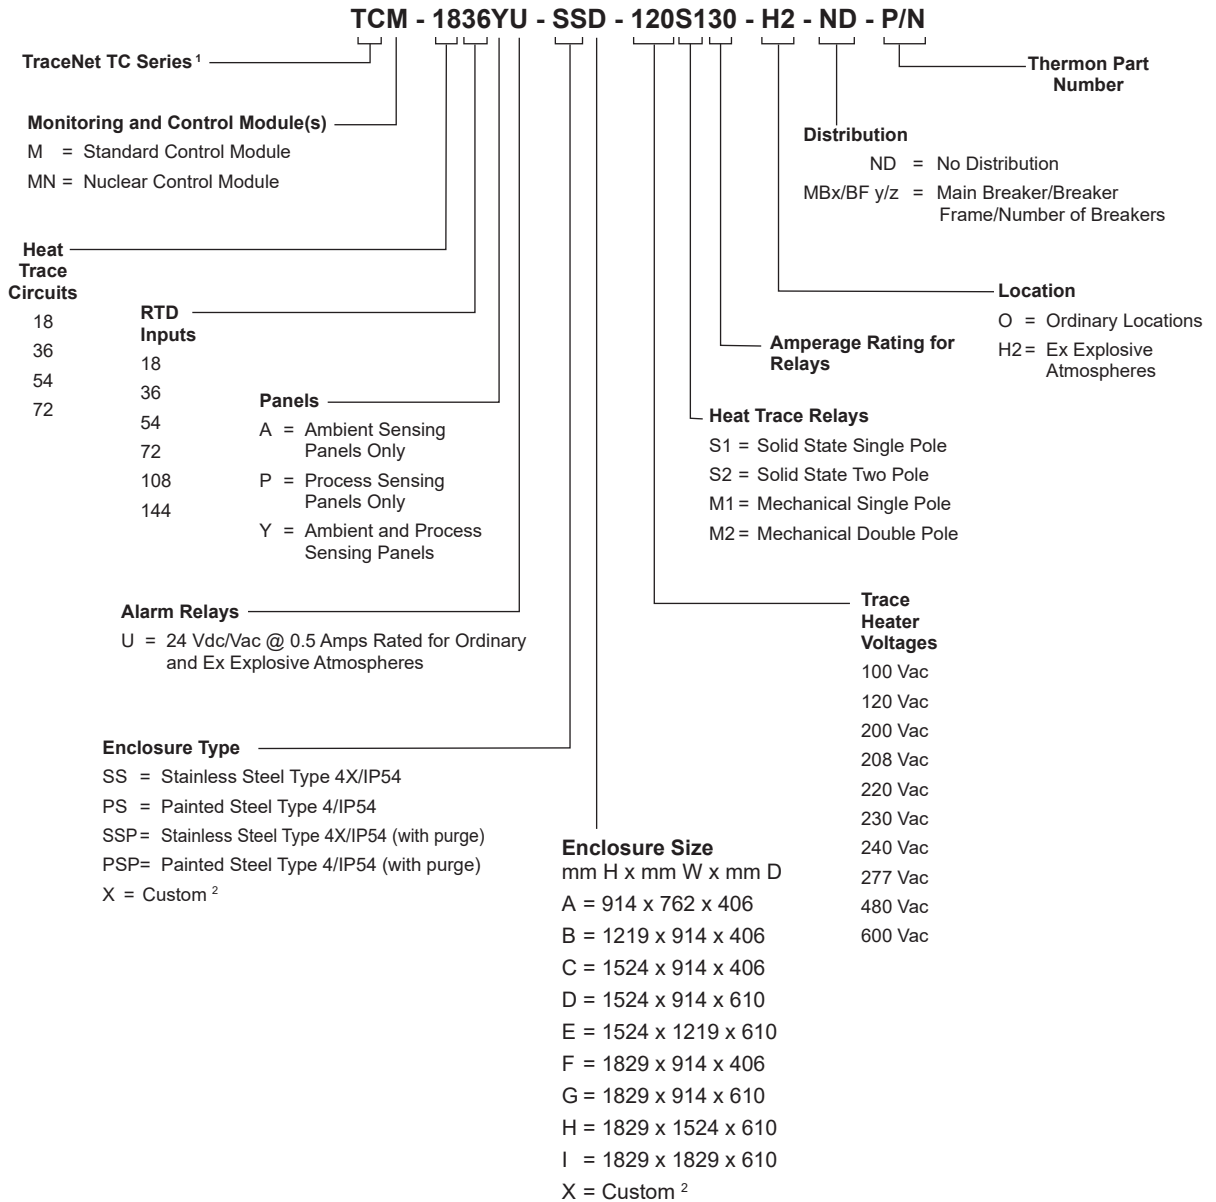 TCM - 1836YU - SSD - 120S130 - H2 - ND - P/N
TraceNet TC Series 1
Thermon Part
Number
Monitoring and Control Module(s)
M = Standard Control Module
MN = Nuclear Control Module
Distribution
ND = No Distribution
MBx/BF y/z = Main Breaker/Breaker
Frame/Number of Breakers
Heat
Trace
Circuits
18
36
54
72
RTD
Inputs
18
36
54
72
108
144
Panels
A = Ambient Sensing
Panels Only
P = Process Sensing
Panels Only
Y = Ambient and Process
Sensing Panels
Location
O = Ordinary Locations
H2 = Ex Explosive
Atmospheres
Amperage Rating for
Relays
Heat Trace Relays
S1 = Solid State Single Pole
S2 = Solid State Two Pole
M1 = Mechanical Single Pole
M2 = Mechanical Double Pole
Alarm Relays
U = 24 Vdc/Vac @ 0.5 Amps Rated for Ordinary
and Ex Explosive Atmospheres
Trace
Heater
Voltages
100 Vac
120 Vac
200 Vac
208 Vac
220 Vac
230 Vac
240 Vac
277 Vac
480 Vac
600 Vac
Enclosure Type
SS = Stainless Steel Type 4X/IP54
PS = Painted Steel Type 4/IP54
SSP = Stainless Steel Type 4X/IP54 (with purge)
PSP = Painted Steel Type 4/IP54 (with purge)
X = Custom 2
Enclosure Size
mm H x mm W x mm D
A = 914 x 762 x 406
B = 1219 x 914 x 406
C = 1524 x 914 x 406
D = 1524 x 914 x 610
E = 1524 x 1219 x 610
F = 1829 x 914 x 406
G = 1829 x 914 x 610
H = 1829 x 1524 x 610
I = 1829 x 1829 x 610
X = Custom 2